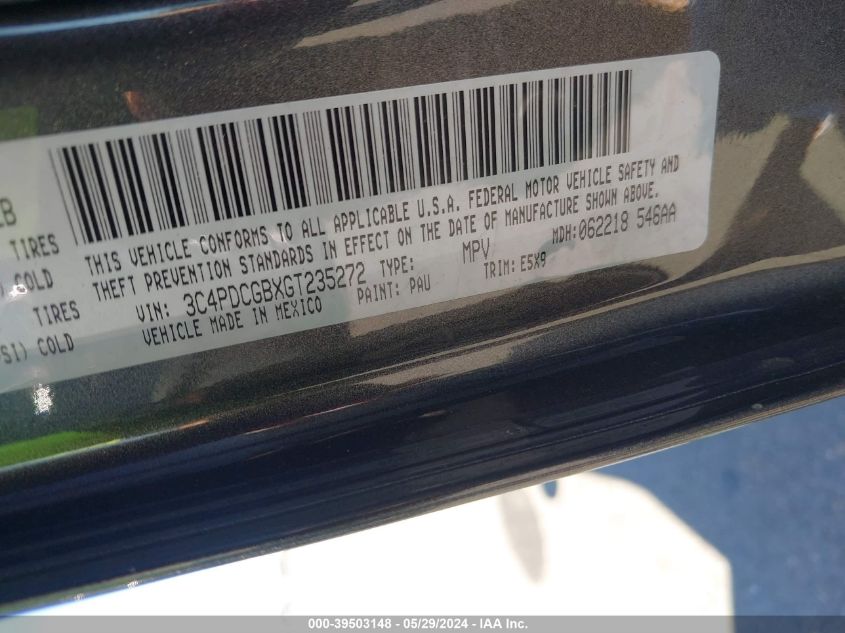 EB
TIRES
) COLD
TIRES
PSI) COLD
THIS VEHICLE CONFORMS TO ALL APPLICABLE U.S.A. FEDERAL MOTOR VEHICLE SAFETY AND
THEFT PREVENTION STANDARDS IN EFFECT ON THE DATE OF MANUFACTURE SHOWN ABOVE.
VIN: 3C4PDCGBXGT235272 TYPE: MPV MDH:062218 546AA
VEHICLE MADE IN MEXICO PAINT: PAU TRIM: E5X9
000-39503148 - 05/29/2024 - IAA Inc.